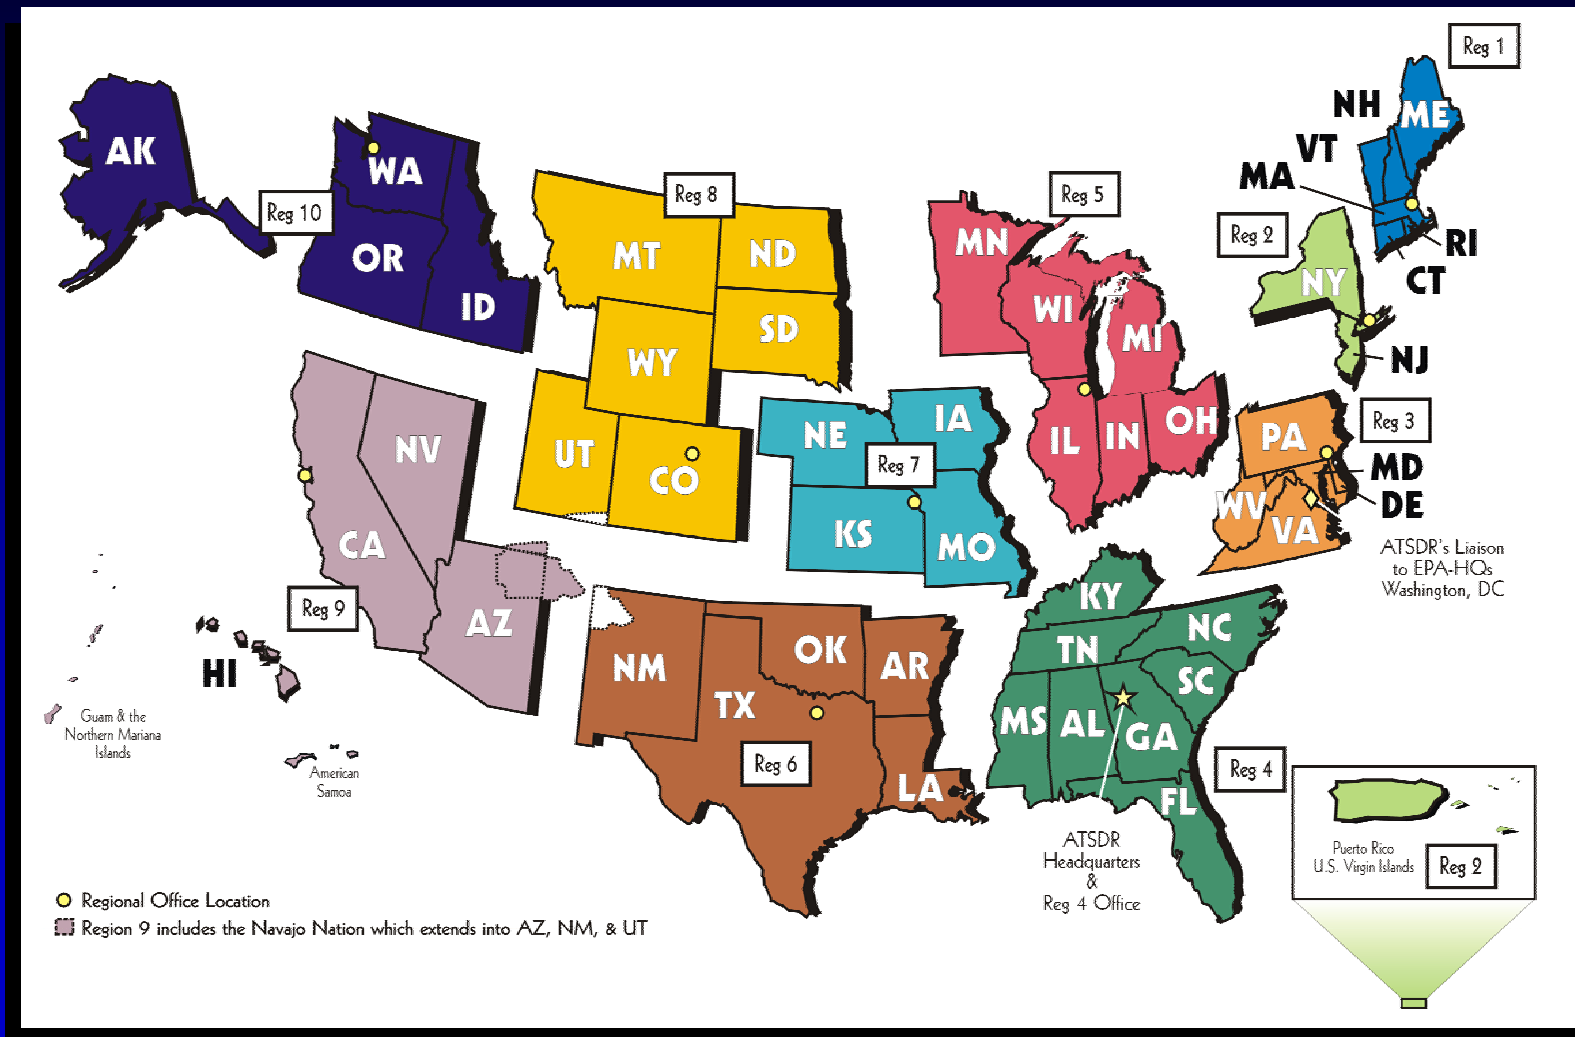 Reg 1
NH
ME
VT
MA
AK
WA
Reg 10
Reg 8
Reg 5
Reg 2
RI
OR
MT
ND
MN
CT
NY
ID
SD
WI
MI
NJ
WY
NV
UT
CO
NE
IA
Reg 7
IL
IN
OH
PA
Reg 3
MD
DE
WV
VA
CA
KS
MO
ATSDR's Liaison
to EPA-HQs
Washington, DC
Reg 9
AZ
KY
HI
NM
OK
AR
TN
NC
SC
TX
MS
AL
GA
Guam & the
Northern Mariana
Islands
American
Samoa
Reg 6
LA
FL
Reg 4
ATSDR
Headquarters
&
Reg 4 Office
Puerto Rico
U.S. Virgin Islands
Reg 2
Regional Office Location
Region 9 includes the Navajo Nation which extends into AZ, NM, & UT